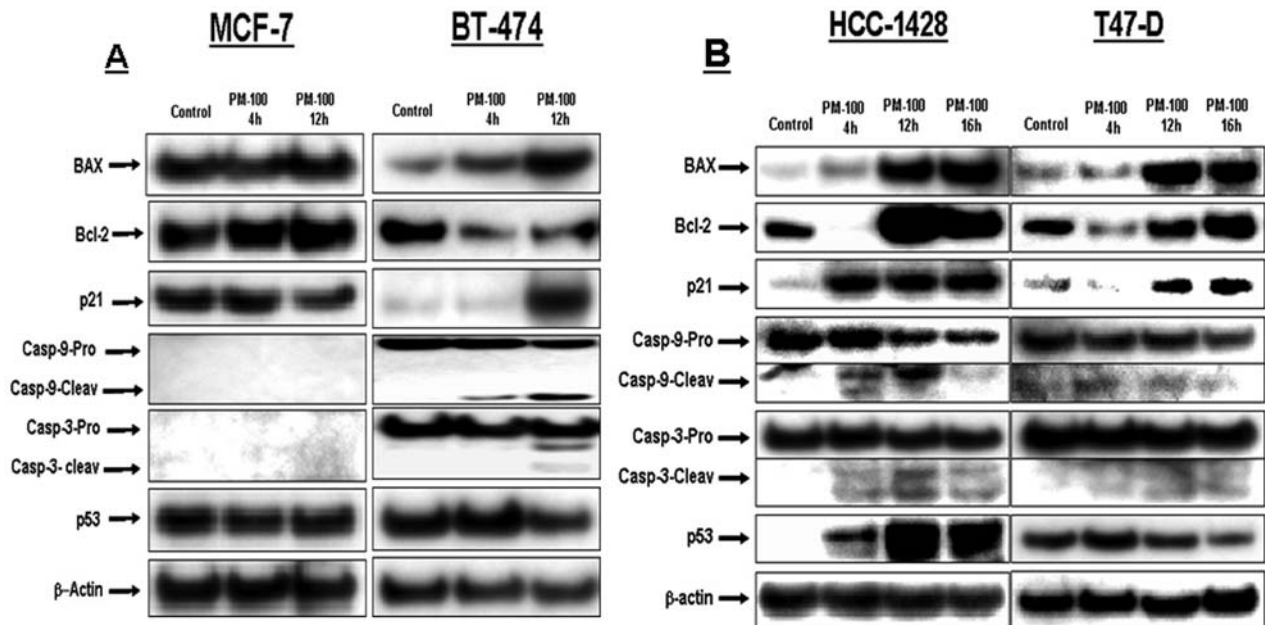 A
MCF-7
BT-474
Control
PM-100
4h
PM-100
12h
Control
PM-100
4h
PM-100
12h
BAX
Bcl-2
p21
Casp-9-Pro
Casp-9-Cleav
Casp-3-Pro
Casp-3- cleav
p53
β-Actin
B
HCC-1428
T47-D
Control
PM-100
4h
PM-100
12h
PM-100
16h
Control
PM-100
4h
PM-100
12h
PM-100
16h
BAX
Bcl-2
p21
Casp-9-Pro
Casp-9-Cleav
Casp-3-Pro
Casp-3-Cleav
p53
β-actin